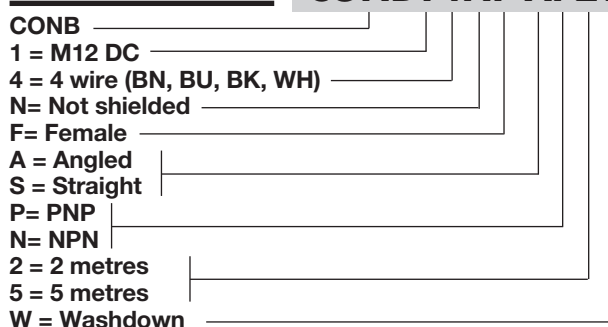 CONB
1 = M12 DC
4 = 4 wire (BN, BU, BK, WH)
N= Not shielded
F= Female
A = Angled
S = Straight
P= PNP
N= NPN
2 = 2 metres
5 = 5 metres
W = Washdown